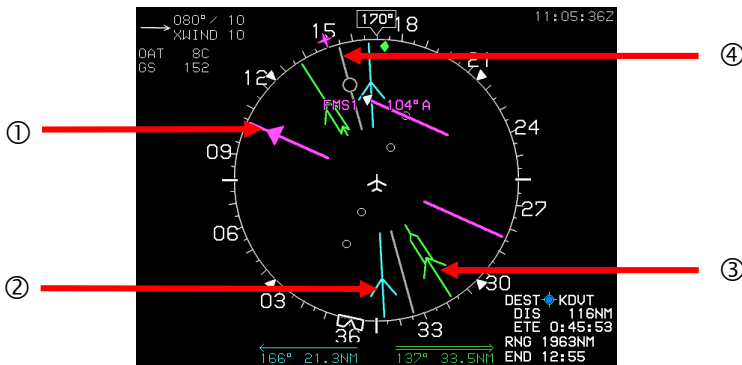 080° / 10
XWIND 10
OAT 8C
GS 152
11:05:36Z
170°
15
18
21
24
27
30
33
36
03
06
09
12
FMS1 104°A
①
②
③
④
DEST KDVT
DIS 116NM
ETE 0:45:53
RNG 1963NM
END 12:55
166° 21.3NM
137° 33.5NM